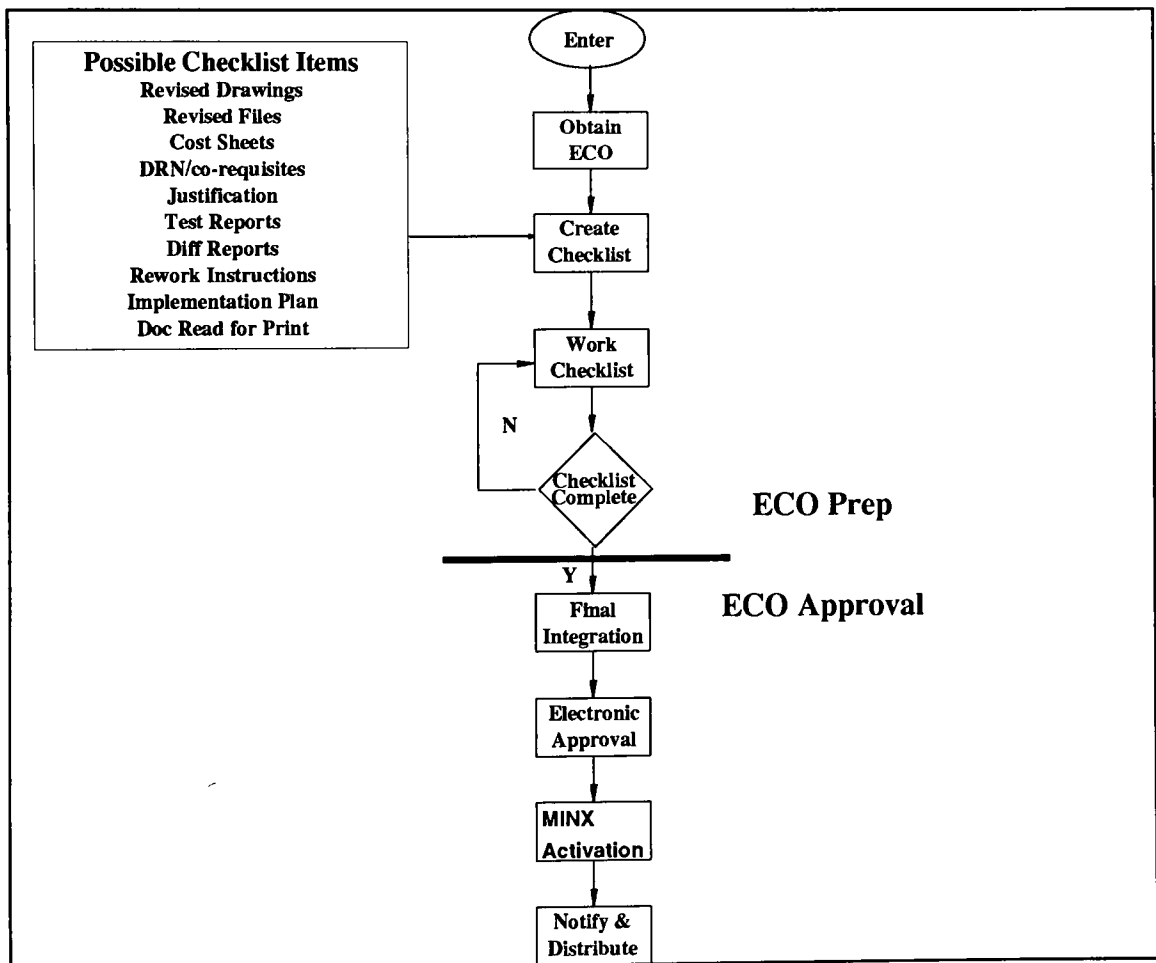 Enter
Possible Checklist Items
Revised Drawings
Revised Files
Cost Sheets
DRN/co-requisites
Justification
Test Reports
Diff Reports
Rework Instructions
Implementation Plan
Doc Read for Print
Obtain
ECO
Create
Checklist
Work
Checklist
N
Checklist
Complete
ECO Prep
Y
ECO Approval
Final
Integration
Electronic
Approval
MINX
Activation
Notify &
Distribute